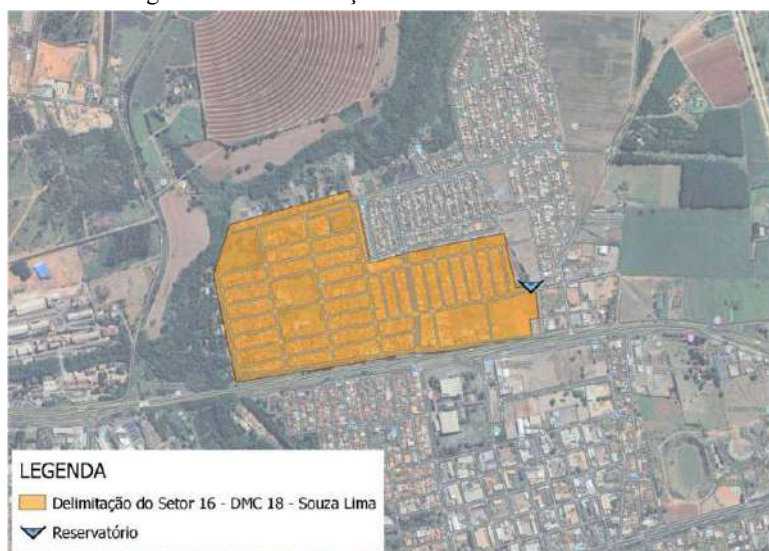 LEGENDA
Delimitação do Setor 16 - DMC 18 - Souza Lima
Reservatório